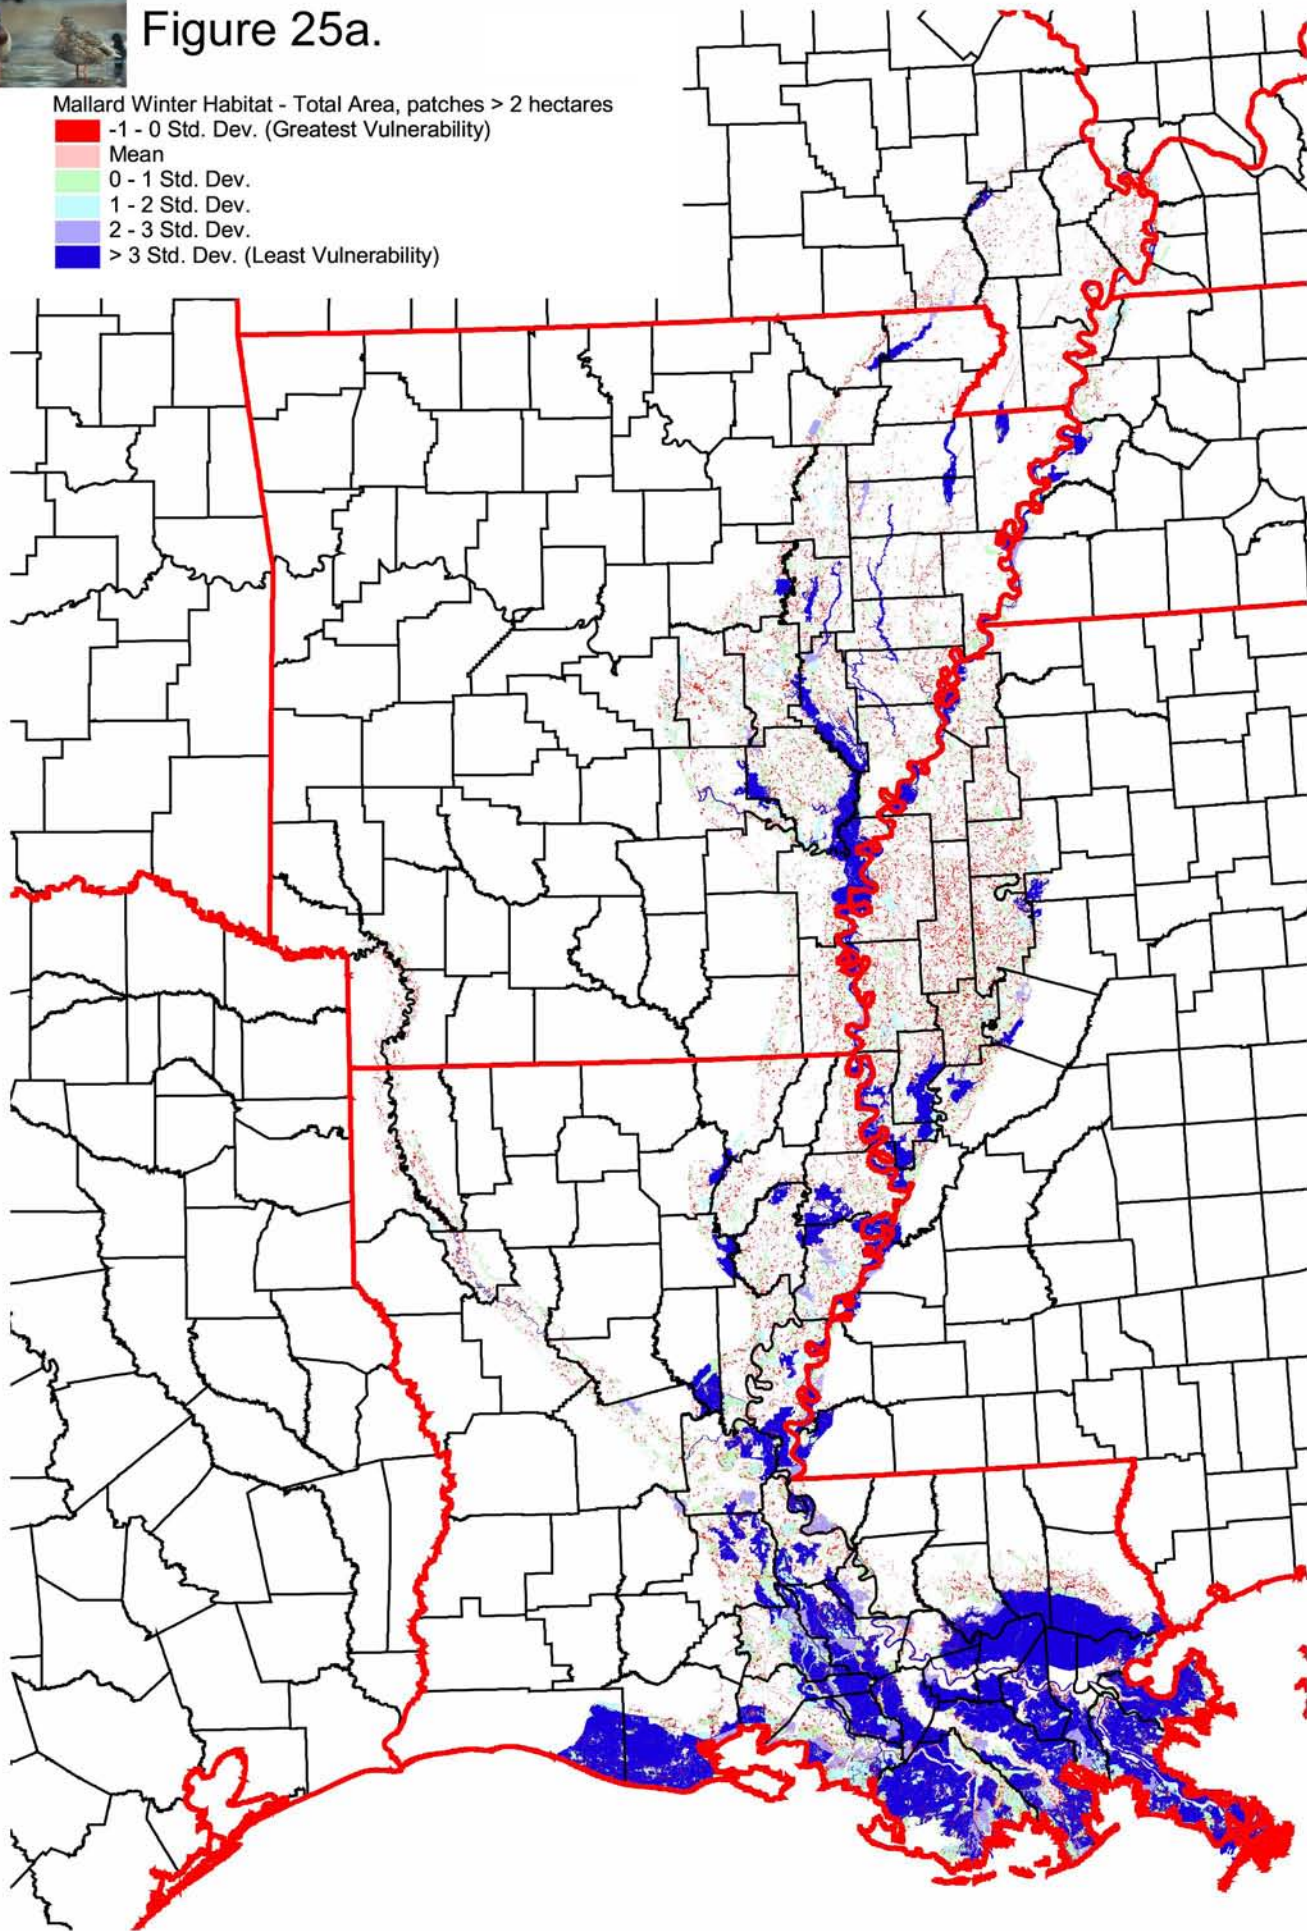 Figure 25a.
Mallard Winter Habitat - Total Area, patches > 2 hectares
-1 - 0 Std. Dev. (Greatest Vulnerability)
Mean
0 - 1 Std. Dev.
1 - 2 Std. Dev.
2 - 3 Std. Dev.
> 3 Std. Dev. (Least Vulnerability)